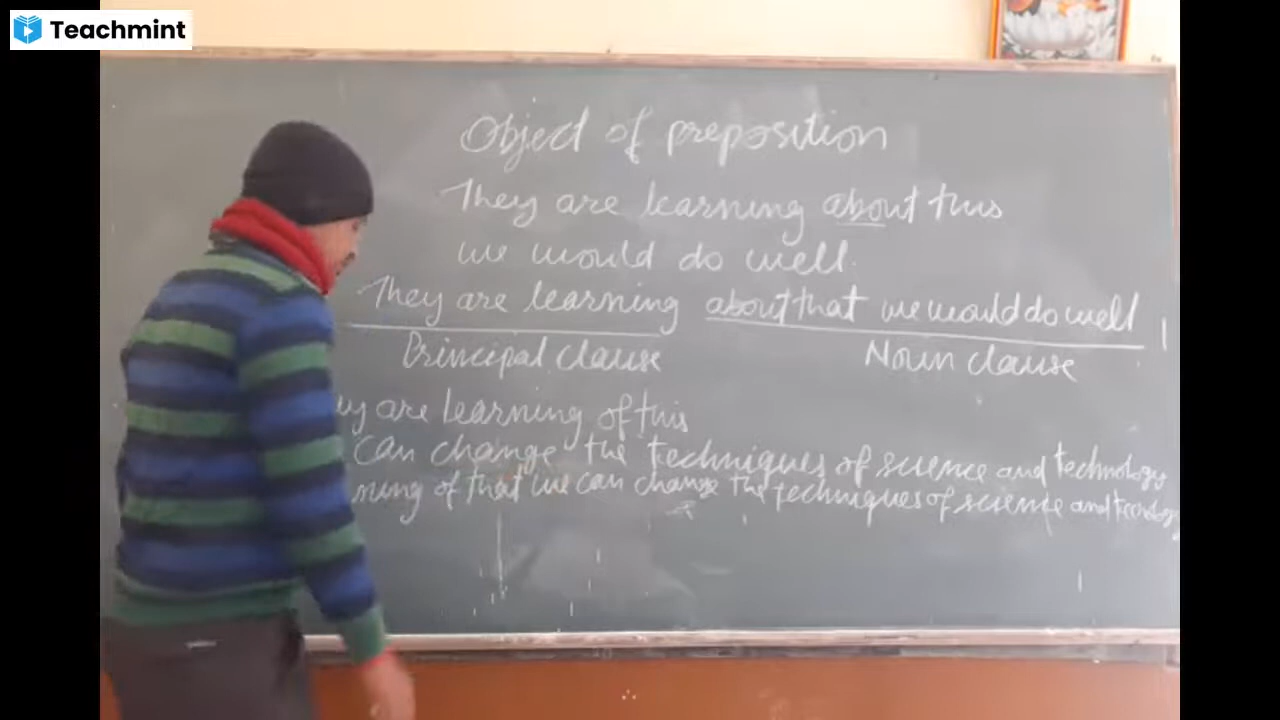 Teachmint
Object of preposition
They are learning about this
we would do well.
They are learning about that we would do well
Principal clause Noun clause
are learning of this
can change the techniques of science and technology
of that we can change the techniques of science and